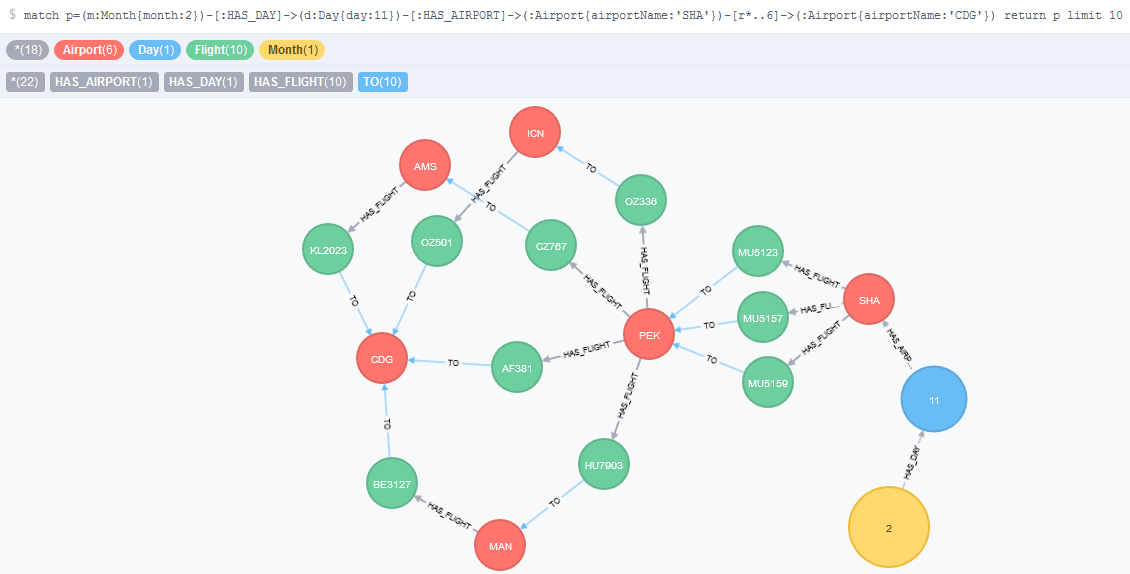 $ match p=(m:Month{month:2})-[:HAS_DAY]->(d:Day{day:11})-[:HAS_AIRPORT]->(:Airport{airportName:'SHA'})-[r*..6]->(:Airport{airportName:'CDG'}) return p limit 10
*(18) Airport(6) Day(1) Flight(10) Month(1)
*(22) HAS_AIRPORT(1) HAS_DAY(1) HAS_FLIGHT(10) TO(10)
ICN
AMS
TO
HAS_FLIGHT
HAS_FLIGHT
TO
OZ336
KL2023
OZ501
CZ767
MU5123
HAS_FLIGHT
HAS_FLIGHT
HAS_FLIGHT
TO
TO
TO
SHA
HAS_FLI...
MU5157
TO
PEK
HAS_FLIGHT
HAS_AIRP...
CDG
TO
AF381
HAS_FLIGHT
TO
MU5159
HAS_FLIGHT
11
TO
HU7903
HAS_DAY
BE3127
HAS_FLIGHT
TO
2
MAN